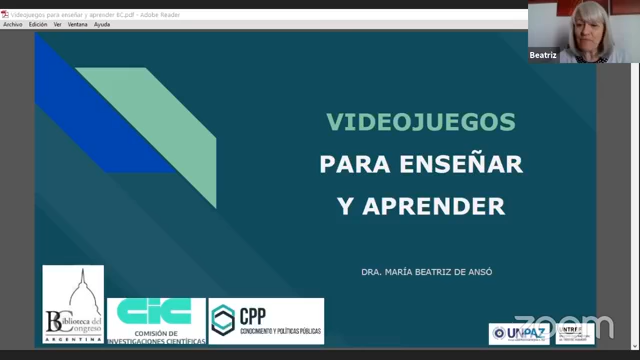 Videojuegos para enseñar y aprender BC.pdf - Adobe Reader
Archivo Edición Ver Ventana Ayuda
Beatriz
VIDEOJUEGOS
PARA ENSEÑAR
Y APRENDER
DRA. MARÍA BEATRIZ DE ANSÓ
BC
Biblioteca del
Congreso
ARGENTINA
CIC
COMISIÓN DE
INVESTIGACIONES CIENTÍFICAS
CPP
CONOCIMIENTO Y POLÍTICAS PÚBLICAS
UNPAZ
UNTREF
zoom